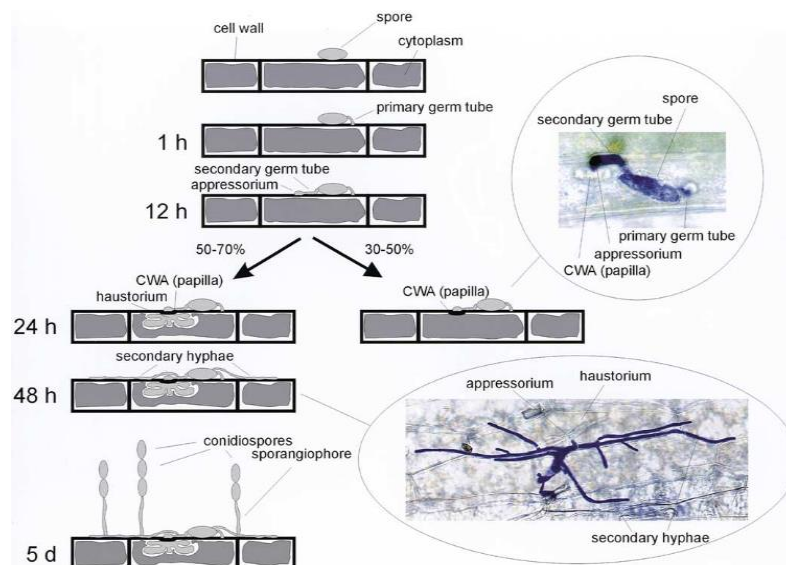 spore
cell wall
cytoplasm
primary germ tube
1 h
secondary germ tube
appressorium
12 h
50-70%
30-50%
spore
secondary germ tube
primary germ tube
appressorium
CWA (papilla)
CWA (papilla)
haustorium
CWA (papilla)
24 h
secondary hyphae
48 h
appressorium
haustorium
secondary hyphae
conidiospores
sporangiophore
5 d